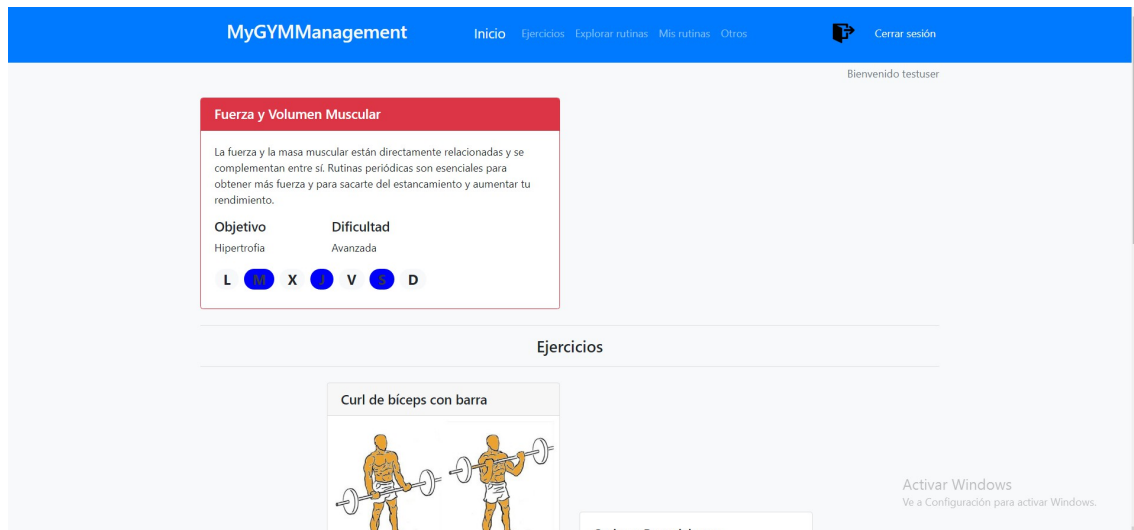 MyGYMManagement
Inicio Ejercicios Explorar rutinas Mis rutinas Otros
Cerrar sesión
Bienvenido testuser
Fuerza y Volumen Muscular
La fuerza y la masa muscular están directamente relacionadas y se
complementan entre sí. Rutinas periódicas son esenciales para
obtener más fuerza y para sacarte del estancamiento y aumentar tu
rendimiento.
Objetivo Dificultad
Hipertrofia Avanzada
L M X J V S D
Ejercicios
Curl de bíceps con barra
Activar Windows
Ve a Configuración para activar Windows.